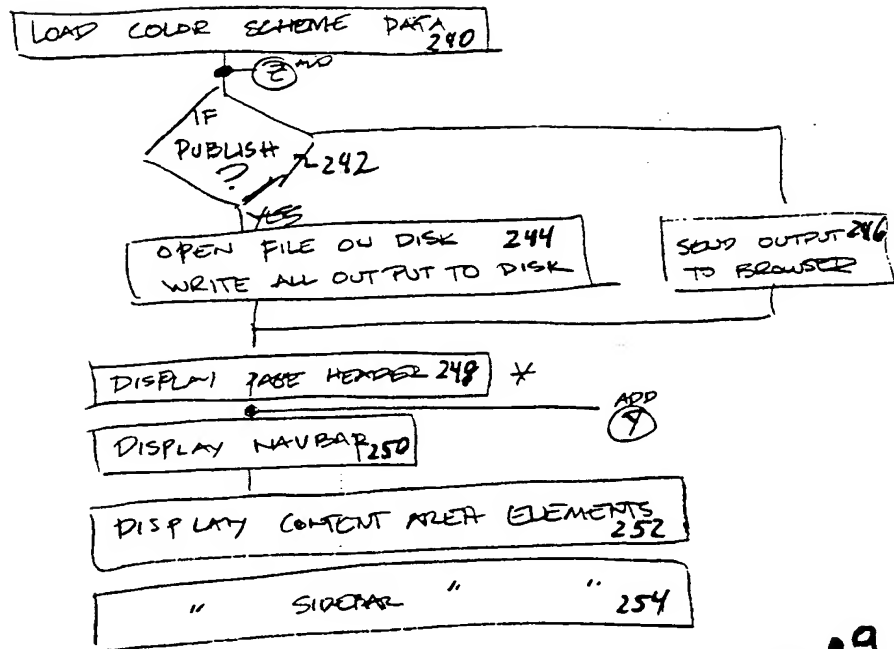 LOAD COLOR SCHEME DATA
240
Z ADD
IF
PUBLISH
?
242
YES
OPEN FILE ON DISK 244
WRITE ALL OUTPUT TO DISK
SEND OUTPUT 246
TO BROWSER
DISPLAY PAGE HEADER 248 *
ADD
Y
DISPLAY NAVBAR 250
DISPLAY CONTENT AREA ELEMENTS
252
" SIDEBAR " " 254
9